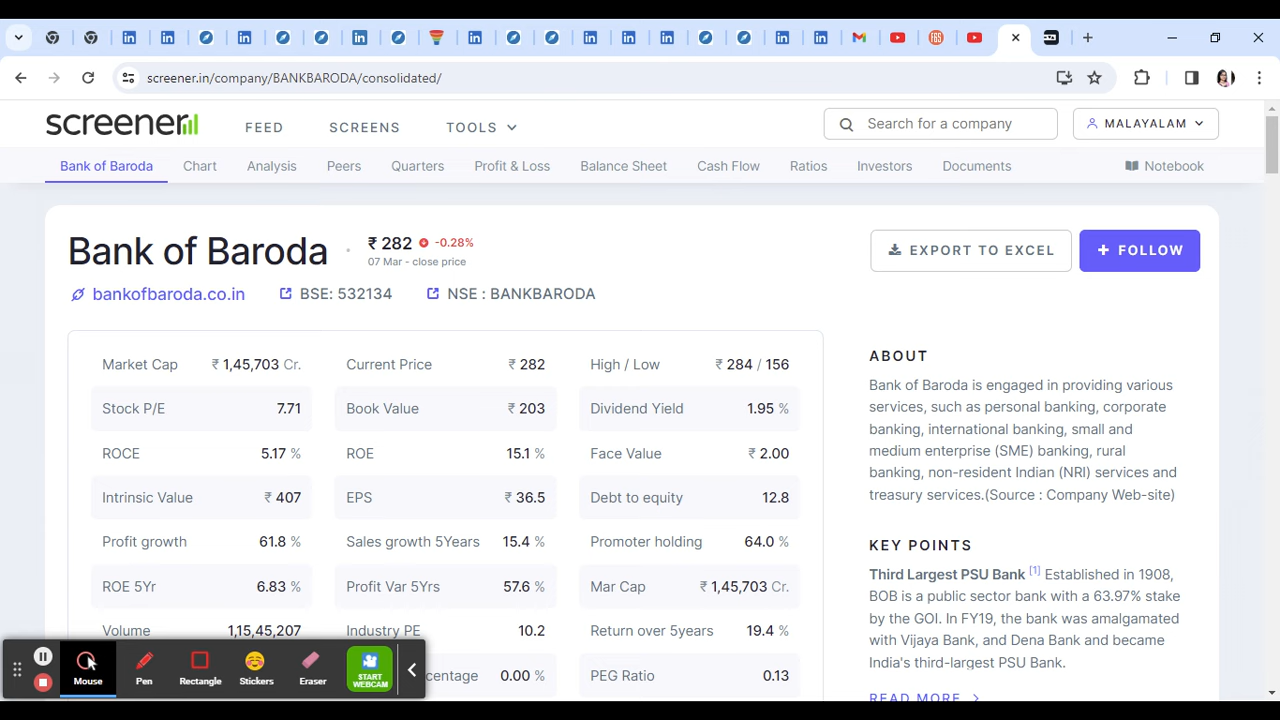 screener.in/company/BANKBARODA/consolidated/
screener
FEED
SCREENS
TOOLS
Search for a company
MALAYALAM
Bank of Baroda
Chart
Analysis
Peers
Quarters
Profit & Loss
Balance Sheet
Cash Flow
Ratios
Investors
Documents
Notebook
Bank of Baroda
₹ 282 -0.28%
07 Mar - close price
EXPORT TO EXCEL
+ FOLLOW
bankofbaroda.co.in
BSE: 532134
NSE : BANKBARODA
Market Cap ₹ 1,45,703 Cr.
Current Price ₹ 282
High / Low ₹ 284 / 156
Stock P/E 7.71
Book Value ₹ 203
Dividend Yield 1.95 %
ROCE 5.17 %
ROE 15.1 %
Face Value ₹ 2.00
Intrinsic Value ₹ 407
EPS ₹ 36.5
Debt to equity 12.8
Profit growth 61.8 %
Sales growth 5Years 15.4 %
Promoter holding 64.0 %
ROE 5Yr 6.83 %
Profit Var 5Yrs 57.6 %
Mar Cap ₹ 1,45,703 Cr.
Volume 1,15,45,207
Industry PE 10.2
Return over 5years 19.4 %
centage 0.00 %
PEG Ratio 0.13
ABOUT
Bank of Baroda is engaged in providing various
services, such as personal banking, corporate
banking, international banking, small and
medium enterprise (SME) banking, rural
banking, non-resident Indian (NRI) services and
treasury services.(Source : Company Web-site)
KEY POINTS
Third Largest PSU Bank [1] Established in 1908,
BOB is a public sector bank with a 63.97% stake
by the GOI. In FY19, the bank was amalgamated
with Vijaya Bank, and Dena Bank and became
India's third-largest PSU Bank.
READ MORE
Mouse
Pen
Rectangle
Stickers
Eraser
START
WEBCAM